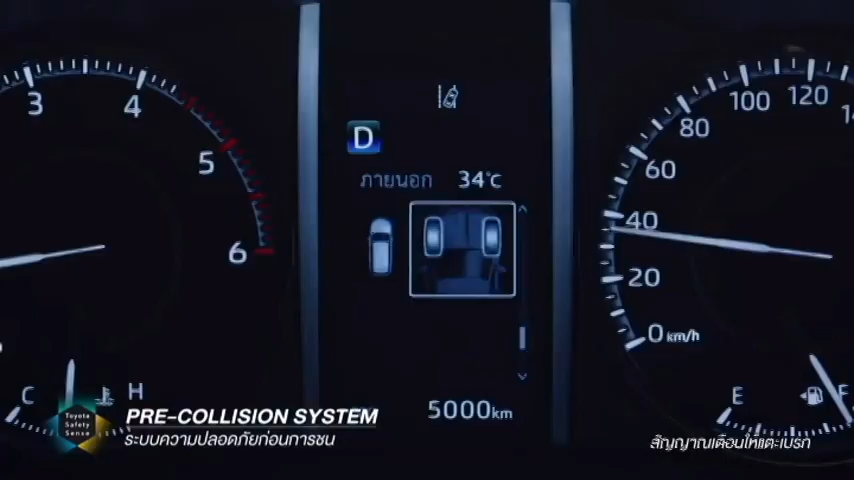 3
4
5
6
D
ภายนอก 34°C
100
120
80
60
40
20
0 km/h
C
H
E
F
Toyota
Safety
Sense
PRE-COLLISION SYSTEM
ระบบความปลอดภัยก่อนการชน
5000km
สัญญาณเตือนให้แตะเบรก